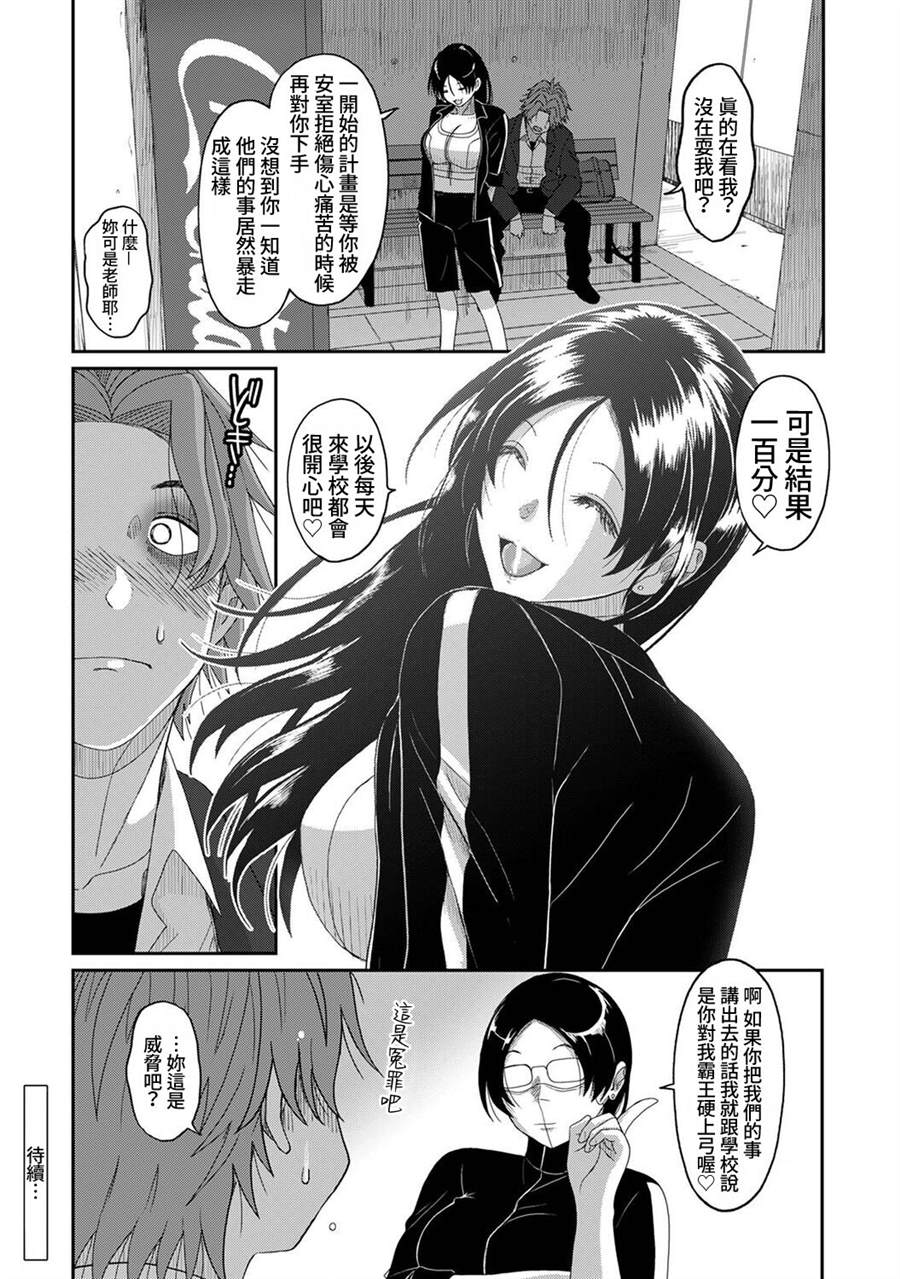 真的在看我？
沒在耍我吧？
一開始的計畫是等你被
安室拒絕傷心痛苦的時候
再對你下手
沒想到你一知道
他們的事居然暴走
成這樣
什麼—
妳可是老師耶…
可是結果
一百分♡
以後每天
來學校都會
很開心吧♡
ドキ…
啊 如果你把我們的事
講出去的話我就跟學校說
是你對我霸王硬上弓喔♡
這是冤罪吧
…妳這是
威脅吧？
待續…